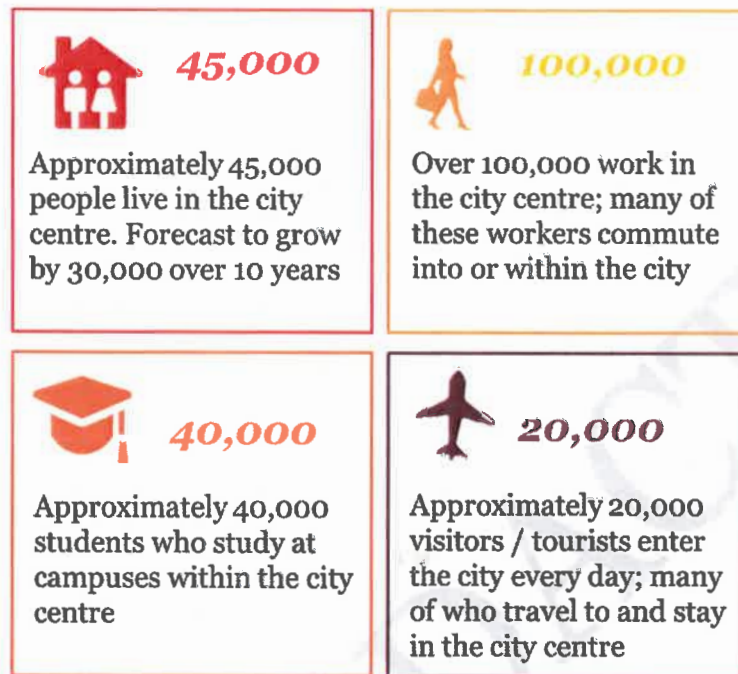 45,000
Approximately 45,000
people live in the city
centre. Forecast to grow
by 30,000 over 10 years
100,000
Over 100,000 work in
the city centre; many of
these workers commute
into or within the city
40,000
Approximately 40,000
students who study at
campuses within the city
centre
20,000
Approximately 20,000
visitors / tourists enter
the city every day; many
of who travel to and stay
in the city centre